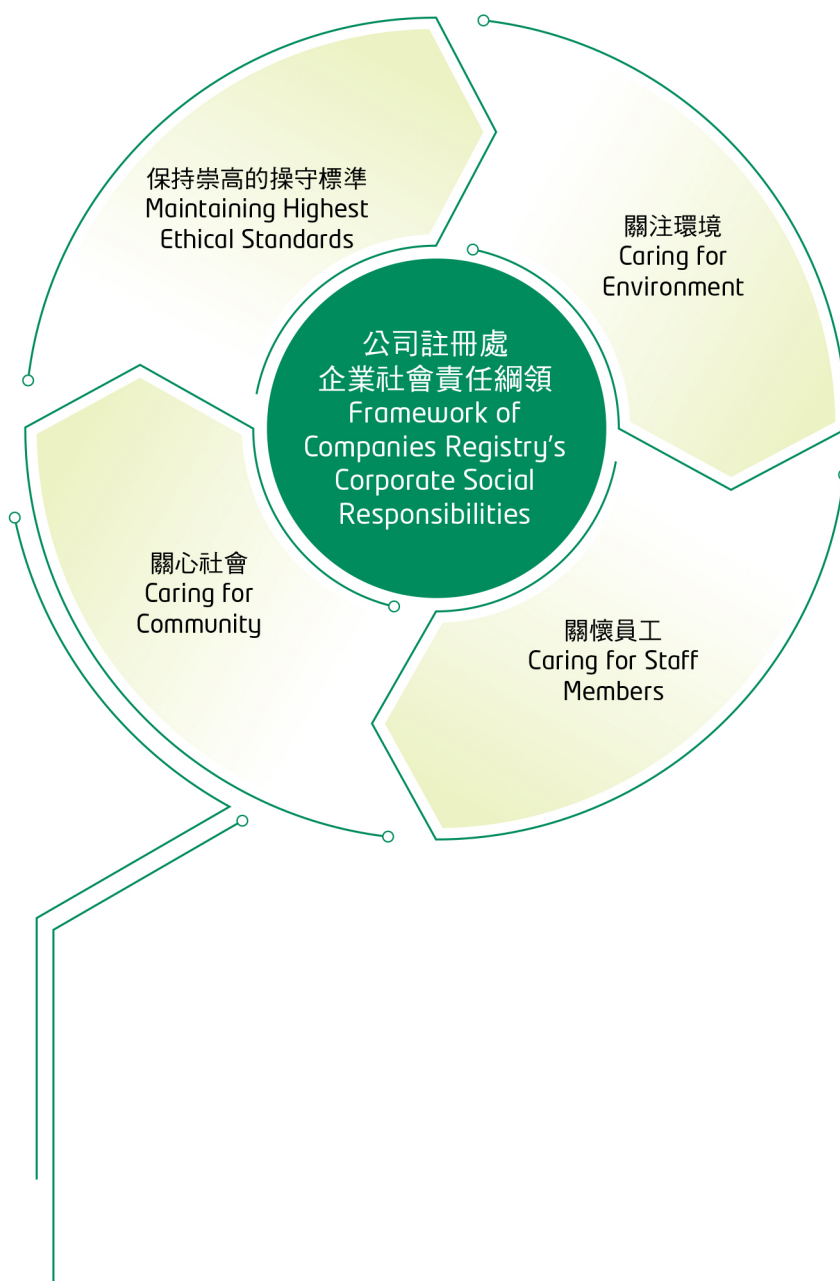 保持崇高的操守標準
Maintaining Highest
Ethical Standards
關注環境
Caring for
Environment
公司註冊處
企業社會責任綱領
Framework of
Companies Registry's
Corporate Social
Responsibilities
關心社會
Caring for
Community
關懷員工
Caring for Staff
Members